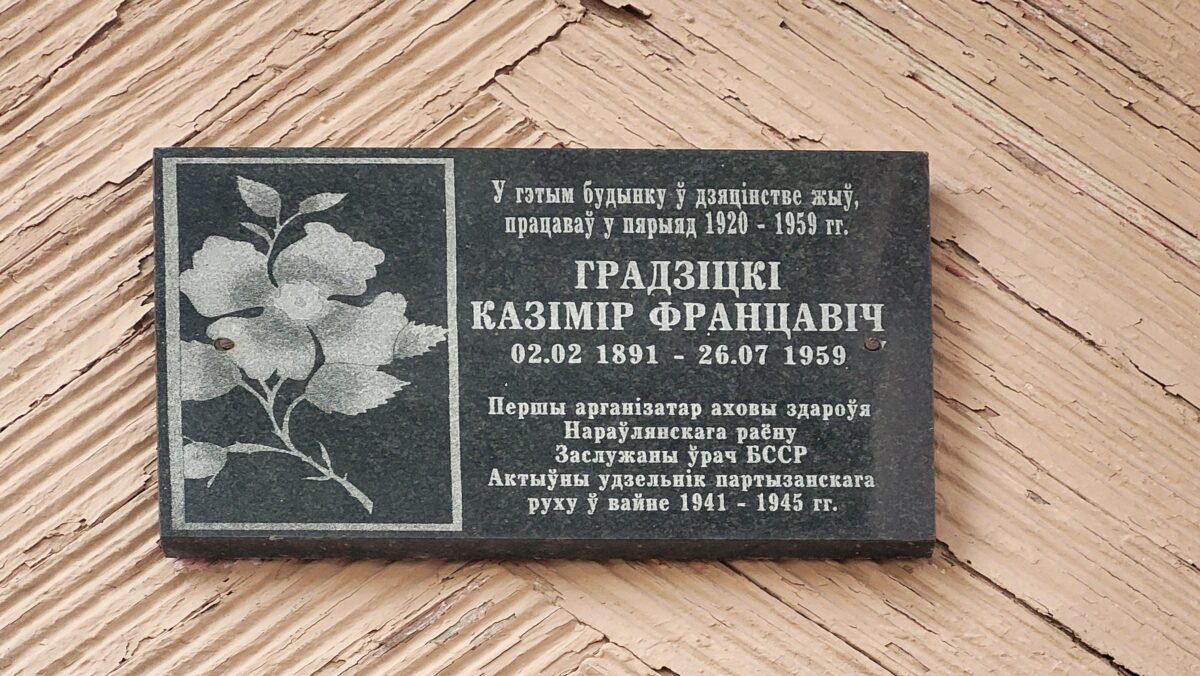 У гэтым будынку ў дзяцінстве жыў,
працаваў у пярыяд 1920 - 1959 гг.
ГРАДЗІЦКІ
КАЗІМІР ФРАНЦАВІЧ
02.02 1891 - 26.07 1959
Першы арганізатар аховы здароўя
Нараўлянскага раёну
Заслужаны ўрач БССР
Актыўны удзельнік партызанскага
руху ў вайне 1941 - 1945 гг.